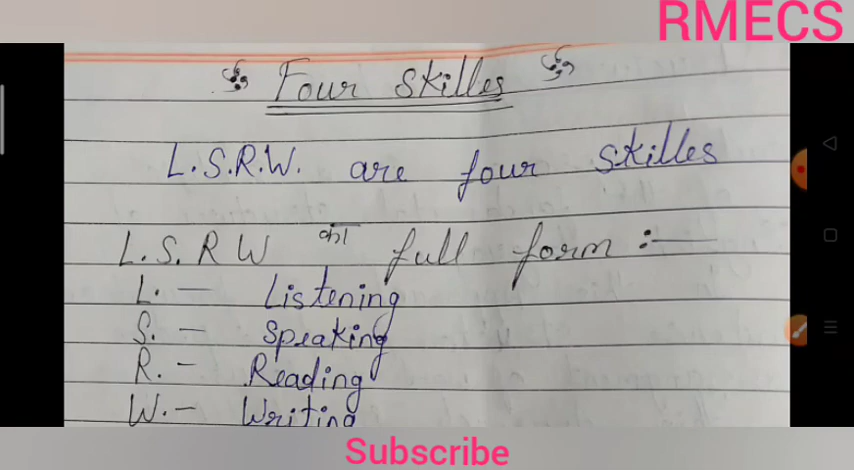 RMECS
Four Skilles
L.S.R.W. are four skilles
L.S.R W का full form :—
L. — Listening
S. — Speaking
R. — Reading
W. — Writing
Subscribe